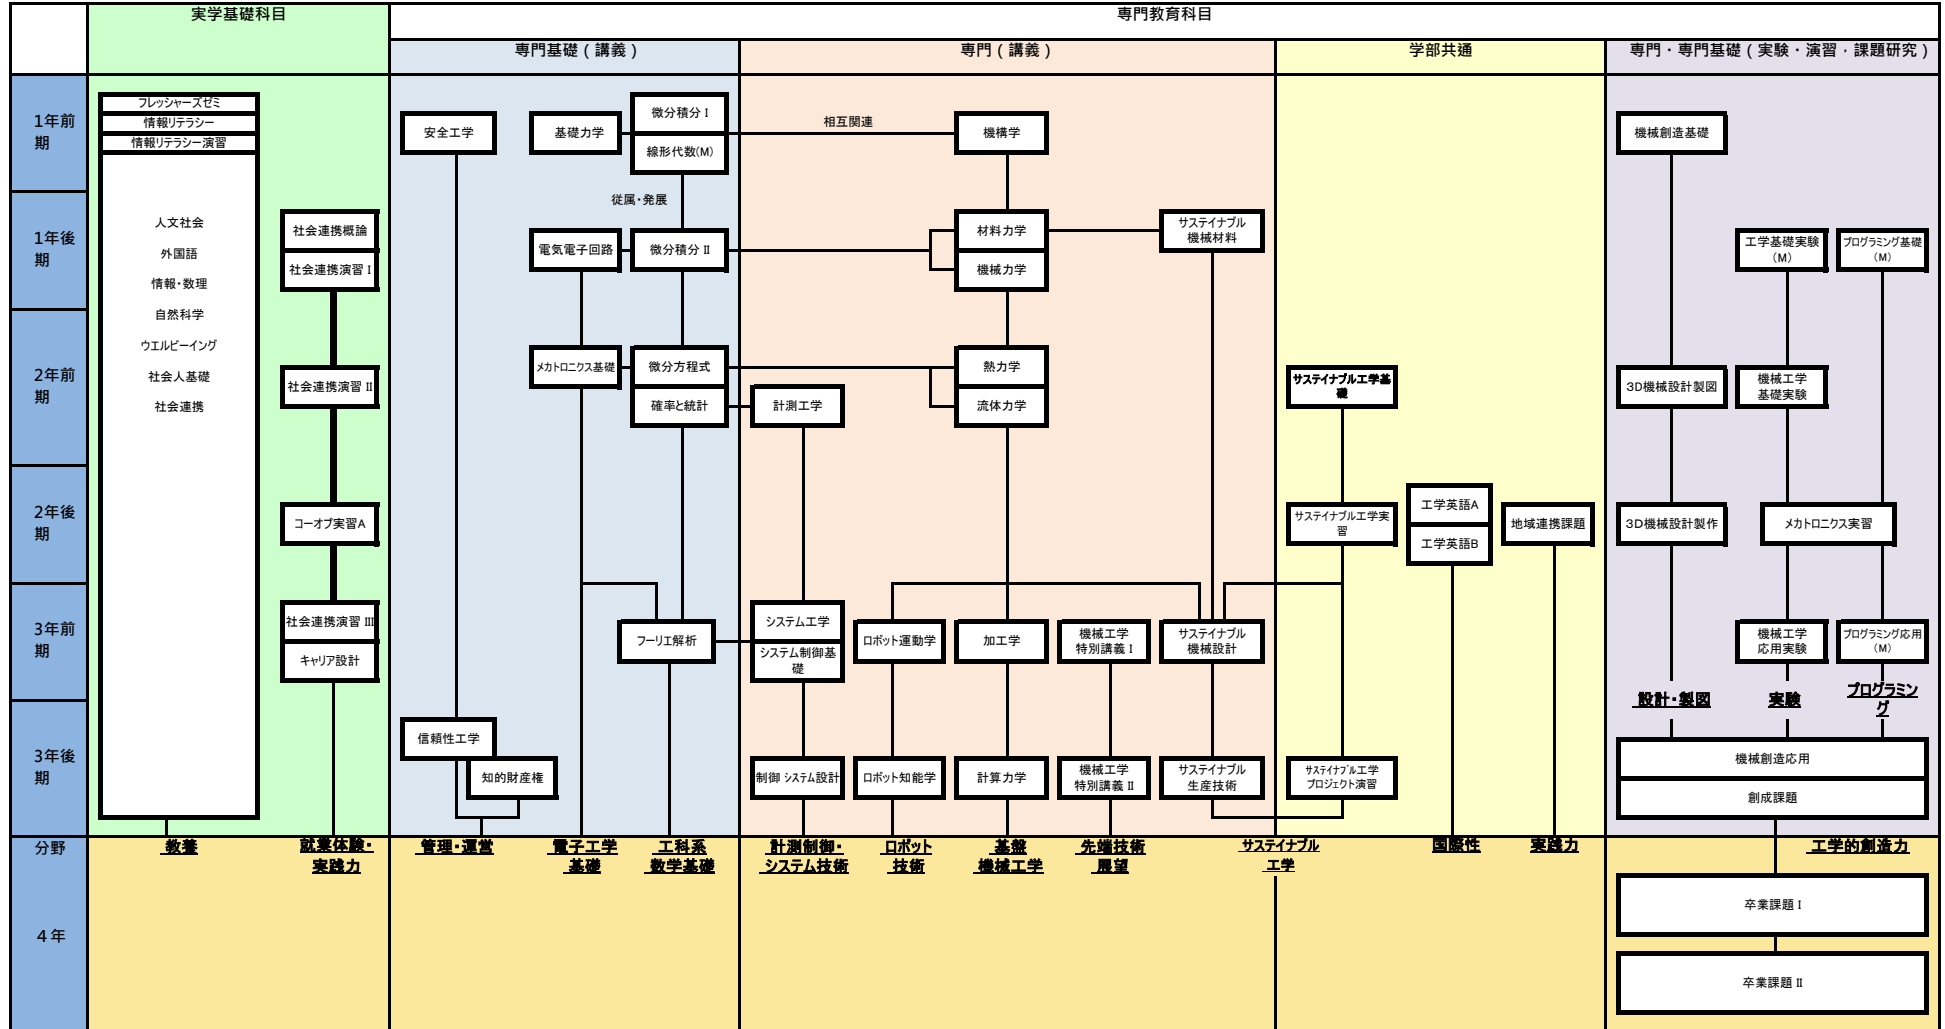 実学基礎科目
専門教育科目
専門基礎（講義）
専門（講義）
学部共通
専門・専門基礎（実験・演習・課題研究）
1年前
期
フレッシャーズゼミ
情報リテラシー
情報リテラシー演習
安全工学
基礎力学
微分積分 I
線形代数(M)
相互関連
機構学
機械創造基礎
従属・発展
1年後
期
人文社会
外国語
情報・数理
自然科学
ウエルビーイング
社会人基礎
社会連携
社会連携概論
社会連携演習 I
電気電子回路
微分積分 II
材料力学
機械力学
サステイナブル
機械材料
工学基礎実験
(M)
プログラミング基礎
(M)
2年前
期
社会連携演習 II
メカトロニクス基礎
微分方程式
確率と統計
計測工学
熱力学
流体力学
サステイナブル工学基
礎
3D機械設計製図
機械工学
基礎実験
2年後
期
コーオプ実習A
サステイナブル工学実
習
工学英語A
工学英語B
地域連携課題
3D機械設計製作
メカトロニクス実習
3年前
期
社会連携演習 III
キャリア設計
フーリエ解析
システム工学
システム制御基
礎
ロボット運動学
加工学
機械工学
特別講義 I
サステイナブル
機械設計
機械工学
応用実験
プログラミング応用
(M)
設計・製図
実験
プログラミン
グ
3年後
期
信頼性工学
知的財産権
制御 システム設計
ロボット知能学
計算力学
機械工学
特別講義 II
サステイナブル
生産技術
サステイナブル工学
プロジェクト演習
機械創造応用
創成課題
分野
教養
就業体験・
実践力
管理・運営
電子工学
基礎
工科系
数学基礎
計測制御・
システム技術
ロボット
技術
基盤
機械工学
先端技術
展望
サステイナブル
工学
国際性
実践力
工学的創造力
４年
卒業課題 I
卒業課題 II